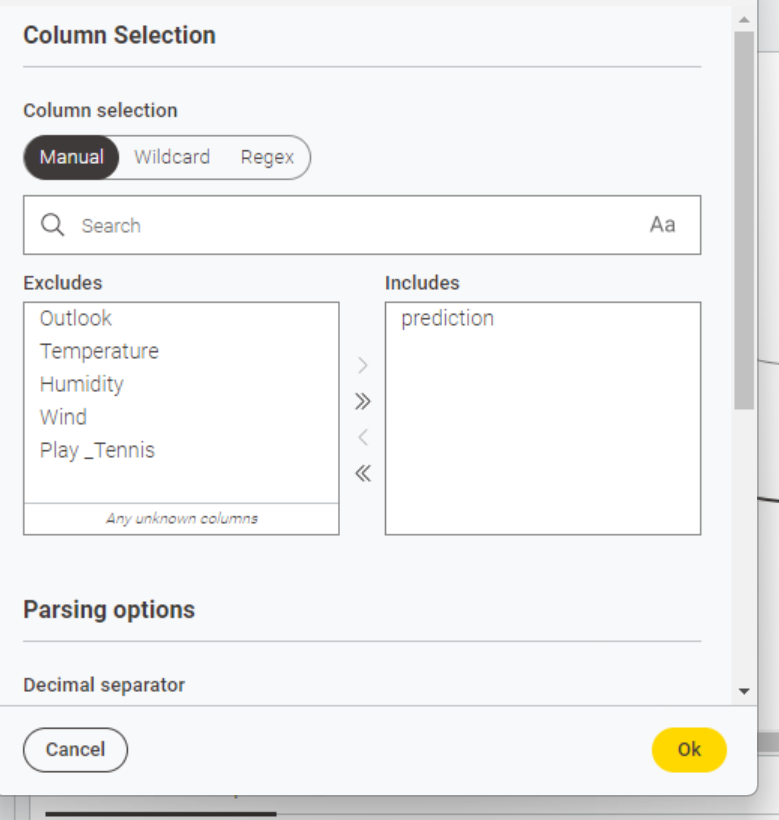 Column Selection
Column selection
Manual Wildcard Regex
Search Aa
Excludes Includes
Outlook prediction
Temperature
Humidity
Wind
Play _Tennis
Any unknown columns
Parsing options
Decimal separator
Cancel Ok